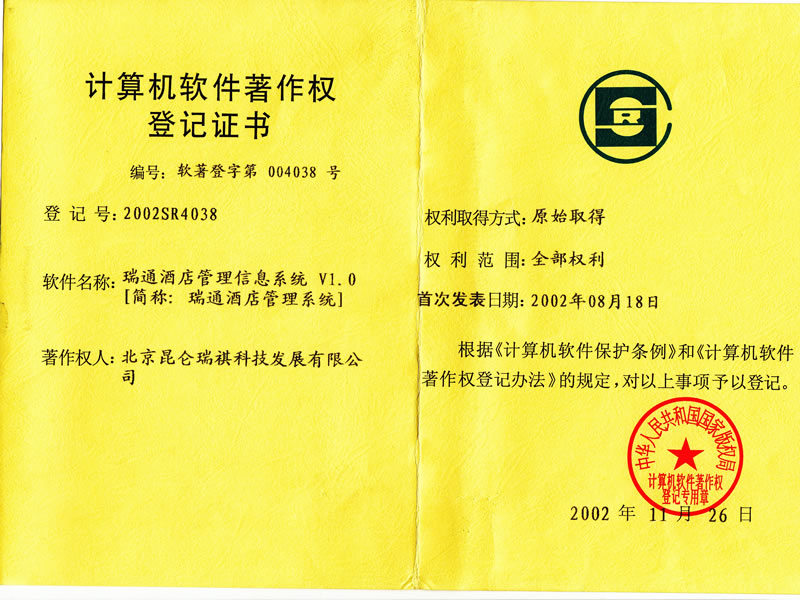 计算机软件著作权
登记证书
编号：软著登字第 004038 号
登 记 号：2002SR4038
软件名称：瑞通酒店管理信息系统 V1.0
[简称： 瑞通酒店管理系统]
著作权人：北京昆仑瑞祺科技发展有限公
司
SR
权利取得方式：原始取得
权 利 范 围：全部权利
首次发表日期：2002年08月18日
根据《计算机软件保护条例》和《计算机软件
著作权登记办法》的规定，对以上事项予以登记。
中华人民共和国国家版权局
计算机软件著作权
登记专用章
2002 年 11 月 26 日